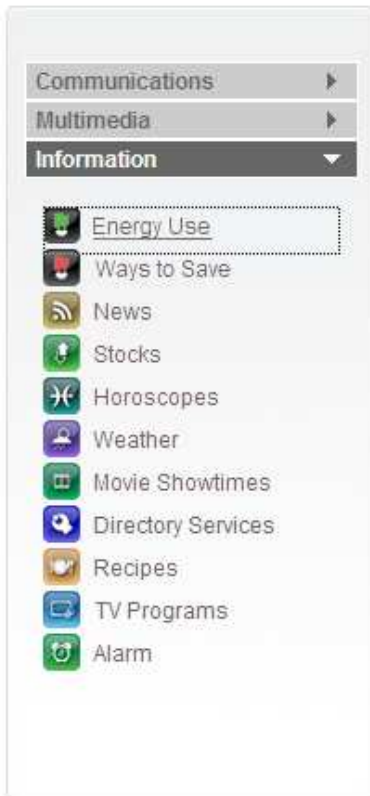 Communications
Multimedia
Information
Energy Use
Ways to Save
News
Stocks
Horoscopes
Weather
Movie Showtimes
Directory Services
Recipes
TV Programs
Alarm